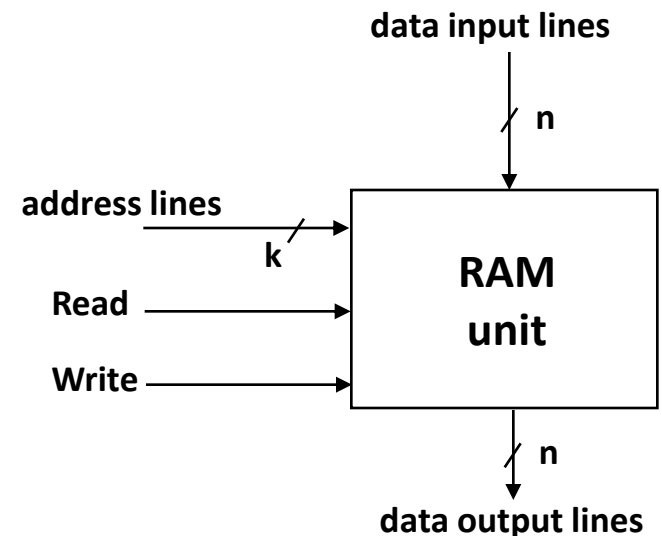 data input lines
n
address lines
k
RAM
unit
Read
Write
n
data output lines